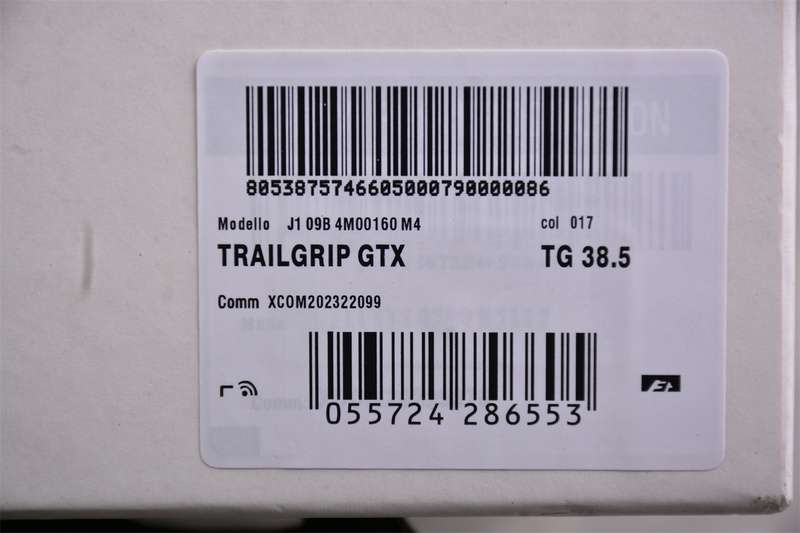 8053875746605000790000086
Modello J1 09B 4M00160 M4 col 017
TRAILGRIP GTX TG 38.5
Comm XCOM202322099
055724 286553